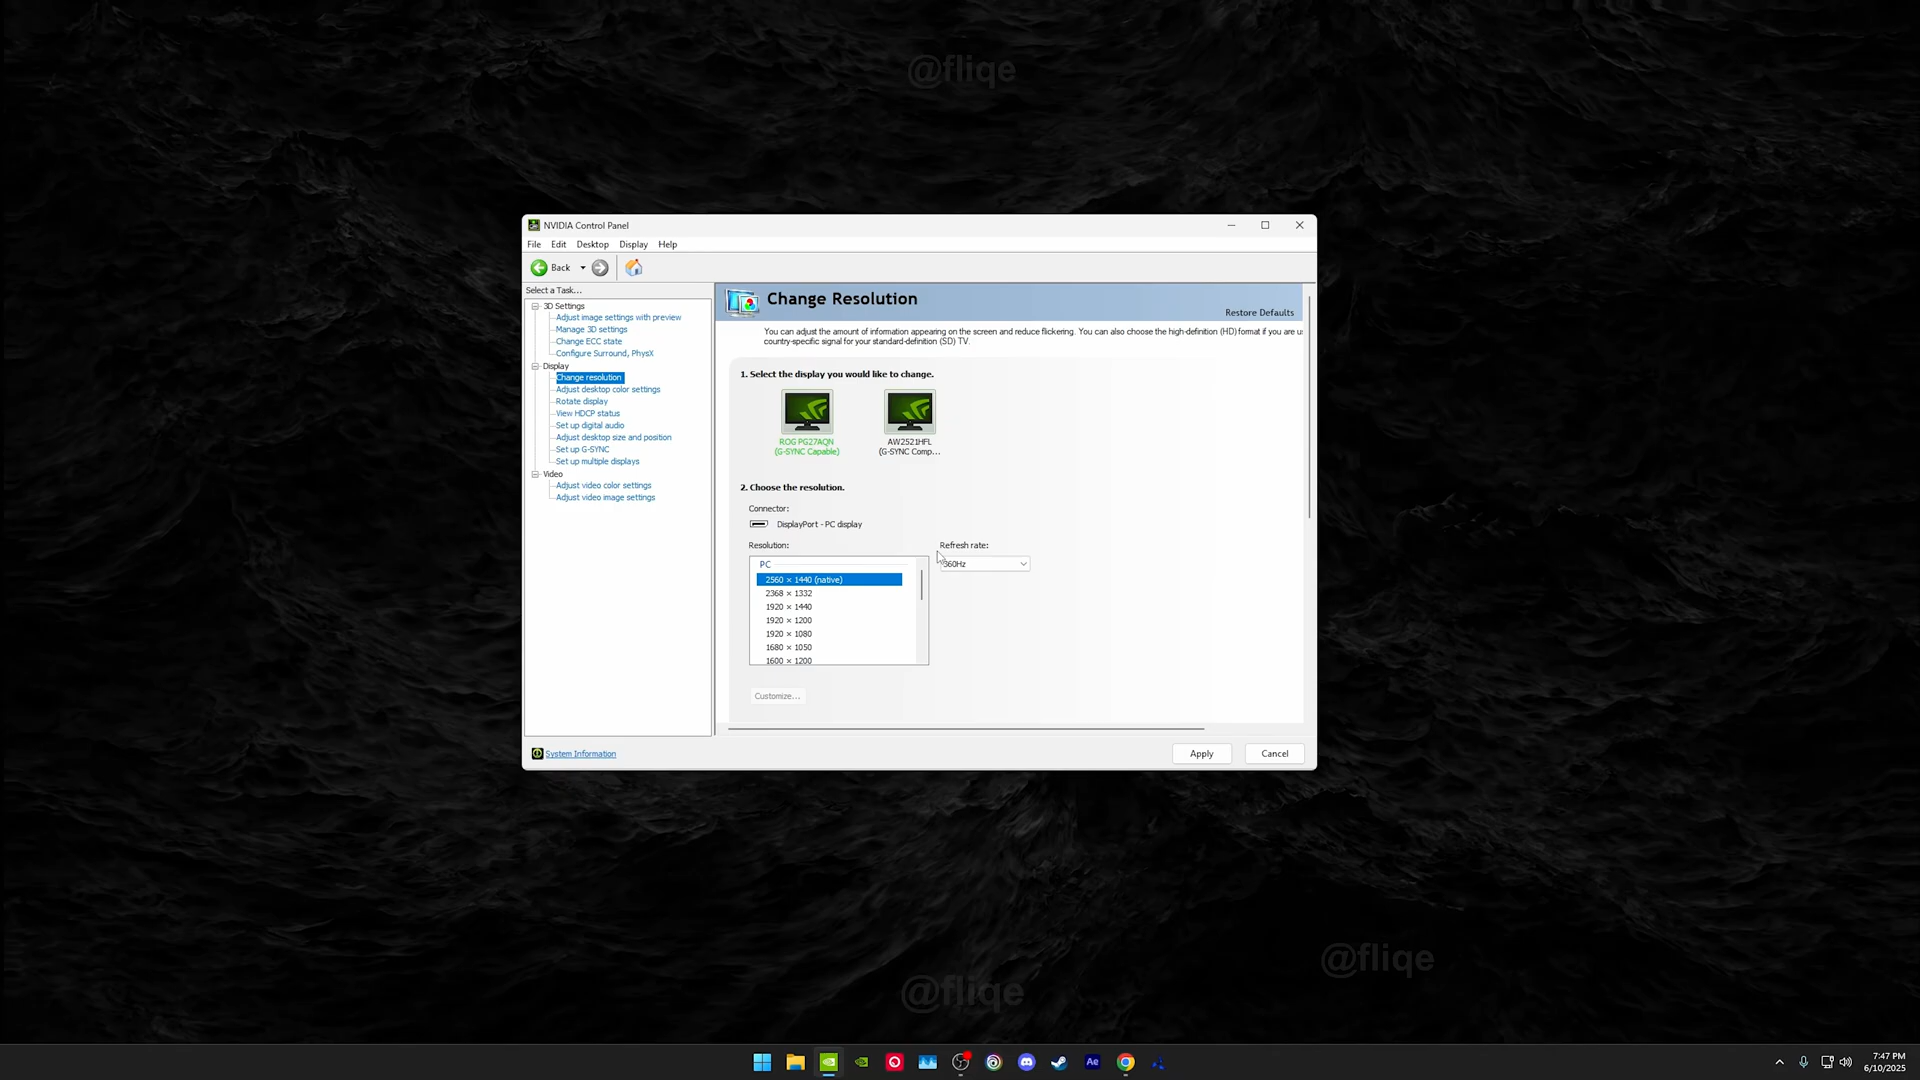 @fliqe
NVIDIA Control Panel
File Edit Desktop Display Help
Back
Select a Task...
3D Settings
Adjust image settings with preview
Manage 3D settings
Change ECC state
Configure Surround, PhysX
Display
Change resolution
Adjust desktop color settings
Rotate display
View HDCP status
Set up digital audio
Adjust desktop size and position
Set up G-SYNC
Set up multiple displays
Video
Adjust video color settings
Adjust video image settings
System Information
Change Resolution
Restore Defaults
You can adjust the amount of information appearing on the screen and reduce flickering. You can also choose the high-definition (HD) format if you are u
country-specific signal for your standard-definition (SD) TV.
1. Select the display you would like to change.
ROG PG27AQN
(G-SYNC Capable)
AW2521HFL
(G-SYNC Comp...
2. Choose the resolution.
Connector:
DisplayPort - PC display
Resolution:
Refresh rate:
PC
360Hz
2560 × 1440 (native)
2368 × 1332
1920 × 1440
1920 × 1200
1920 × 1080
1680 × 1050
1600 × 1200
Customize...
Apply
Cancel
@fliqe
@fliqe
Ae
7:47 PM
6/10/2025